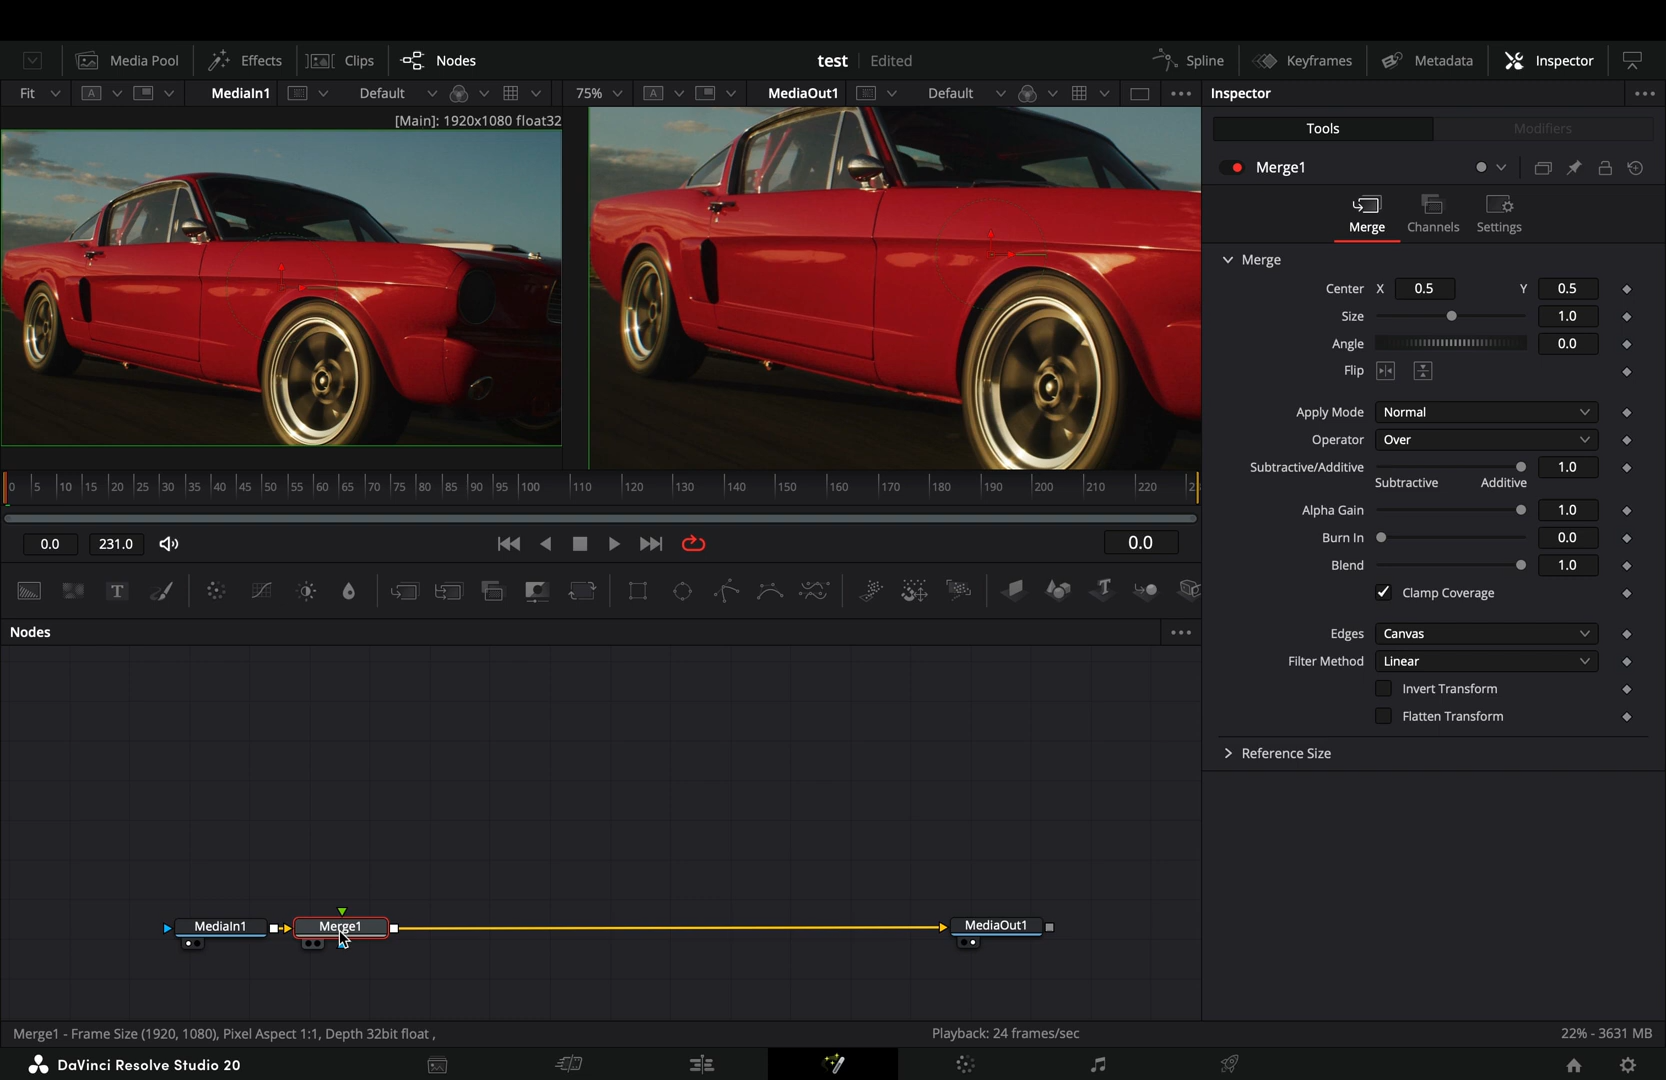 Media Pool Effects Clips Nodes test Edited Spline Keyframes Metadata Inspector
Fit A MediaIn1 Default 75% A MediaOut1 Default Inspector
[Main]: 1920x1080 float32
Tools Modifiers
Merge1
Merge Channels Settings
Merge
Center X 0.5 Y 0.5
Size 1.0
Angle 0.0
Flip
Apply Mode Normal
Operator Over
Subtractive/Additive 1.0
Subtractive Additive
Alpha Gain 1.0
Burn In 0.0
Blend 1.0
Clamp Coverage
Edges Canvas
Filter Method Linear
Invert Transform
Flatten Transform
Reference Size
0 5 10 15 20 25 30 35 40 45 50 55 60 65 70 75 80 85 90 95 100 110 120 130 140 150 160 170 180 190 200 210 220 2
0.0 231.0 0.0
T T
Nodes
MediaIn1 Merge1 MediaOut1
Merge1 - Frame Size (1920, 1080), Pixel Aspect 1:1, Depth 32bit float , Playback: 24 frames/sec 22% - 3631 MB
DaVinci Resolve Studio 20